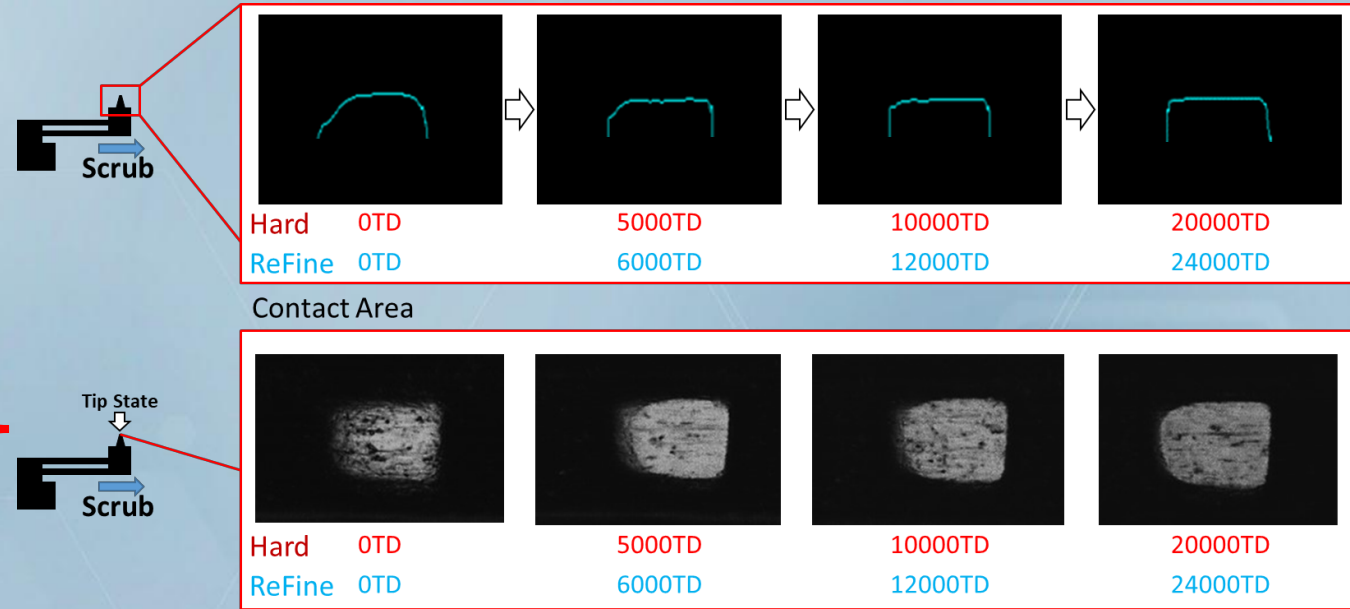 Scrub
Hard 0TD 5000TD 10000TD 20000TD
ReFine 0TD 6000TD 12000TD 24000TD
Contact Area
Tip State
Scrub
Hard 0TD 5000TD 10000TD 20000TD
ReFine 0TD 6000TD 12000TD 24000TD